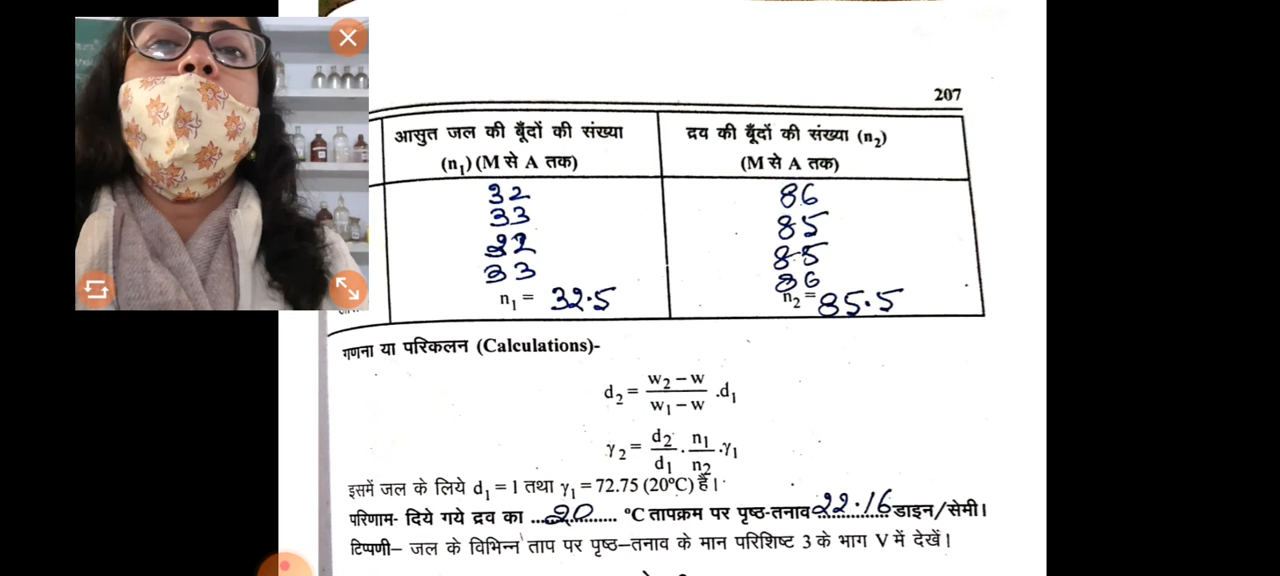 207
आसुत जल की बूँदों की संख्या
(n₁) (M से A तक)
द्रव की बूँदों की संख्या (n₂)
(M से A तक)
32
33
32
33
n₁ = 32.5
86
85
85
86
n₂ = 85.5
गणना या परिकलन (Calculations)-
d₂ = (w₂ – w)/(w₁ – w) .d₁
γ₂ = d₂/d₁ . n₁/n₂ .γ₁
इसमें जल के लिये d₁ = 1 तथा γ₁ = 72.75 (20°C) हैं।
परिणाम- दिये गये द्रव का ....20.... °C तापक्रम पर पृष्ठ-तनाव 22.16 डाइन/सेमी।
टिप्पणी– जल के विभिन्न ताप पर पृष्ठ–तनाव के मान परिशिष्ट 3 के भाग V में देखें।